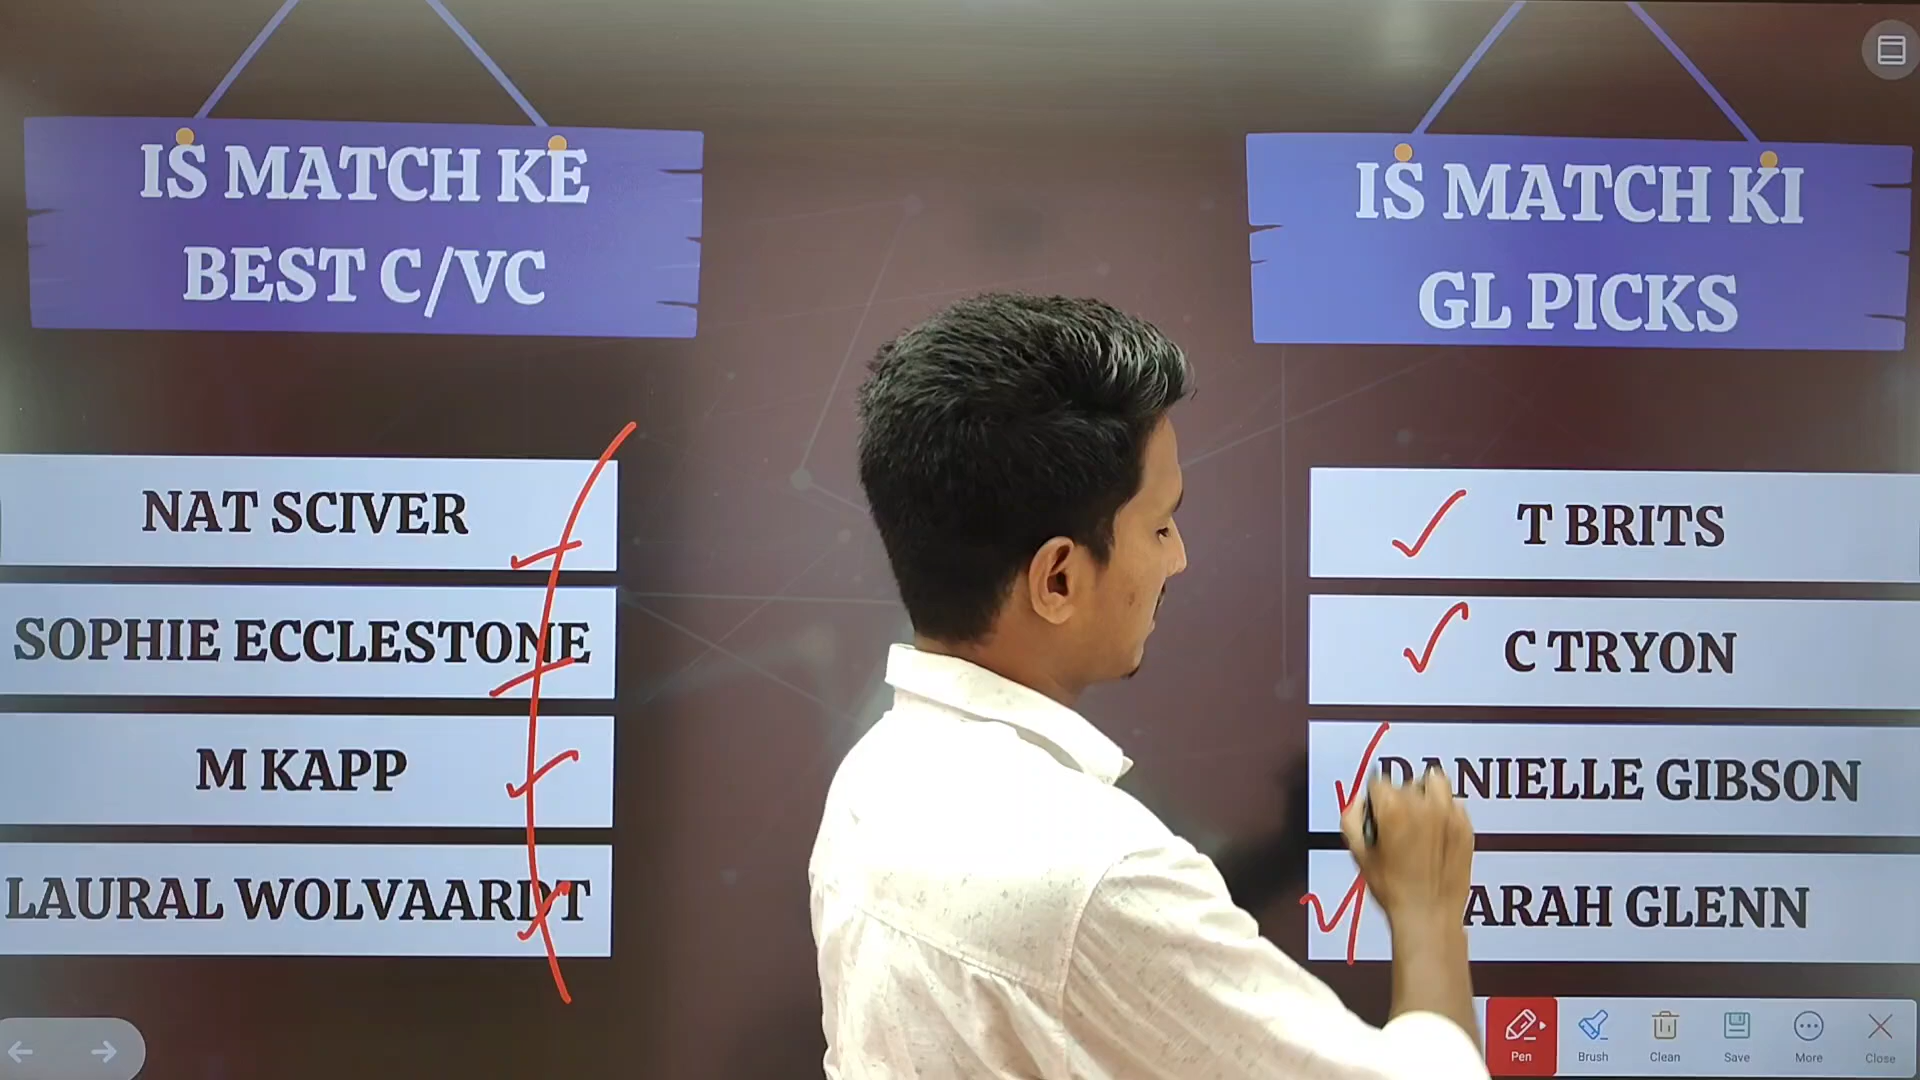 IS MATCH KE
BEST C/VC
NAT SCIVER
SOPHIE ECCLESTONE
M KAPP
LAURAL WOLVAARDT
IS MATCH KI
GL PICKS
T BRITS
C TRYON
DANIELLE GIBSON
ARAH GLENN
Pen
Brush
Clean
Save
More
Close